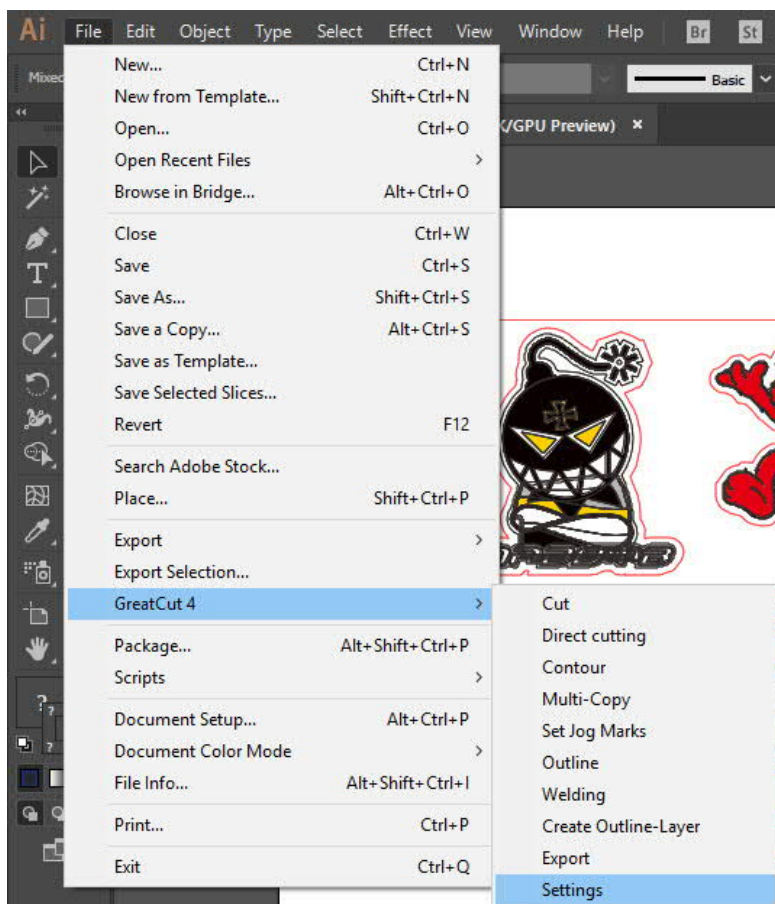 Ai File Edit Object Type Select Effect View Window Help Br St
Mixed
Basic
/GPU Preview) ×
New... Ctrl+N
New from Template... Shift+Ctrl+N
Open... Ctrl+O
Open Recent Files >
Browse in Bridge... Alt+Ctrl+O
Close Ctrl+W
Save Ctrl+S
Save As... Shift+Ctrl+S
Save a Copy... Alt+Ctrl+S
Save as Template...
Save Selected Slices...
Revert F12
Search Adobe Stock...
Place... Shift+Ctrl+P
Export >
Export Selection...
GreatCut 4 >
Package... Alt+Shift+Ctrl+P
Scripts >
Document Setup... Alt+Ctrl+P
Document Color Mode >
File Info... Alt+Shift+Ctrl+I
Print... Ctrl+P
Exit Ctrl+Q
Cut
Direct cutting
Contour
Multi-Copy
Set Jog Marks
Outline
Welding
Create Outline-Layer
Export
Settings